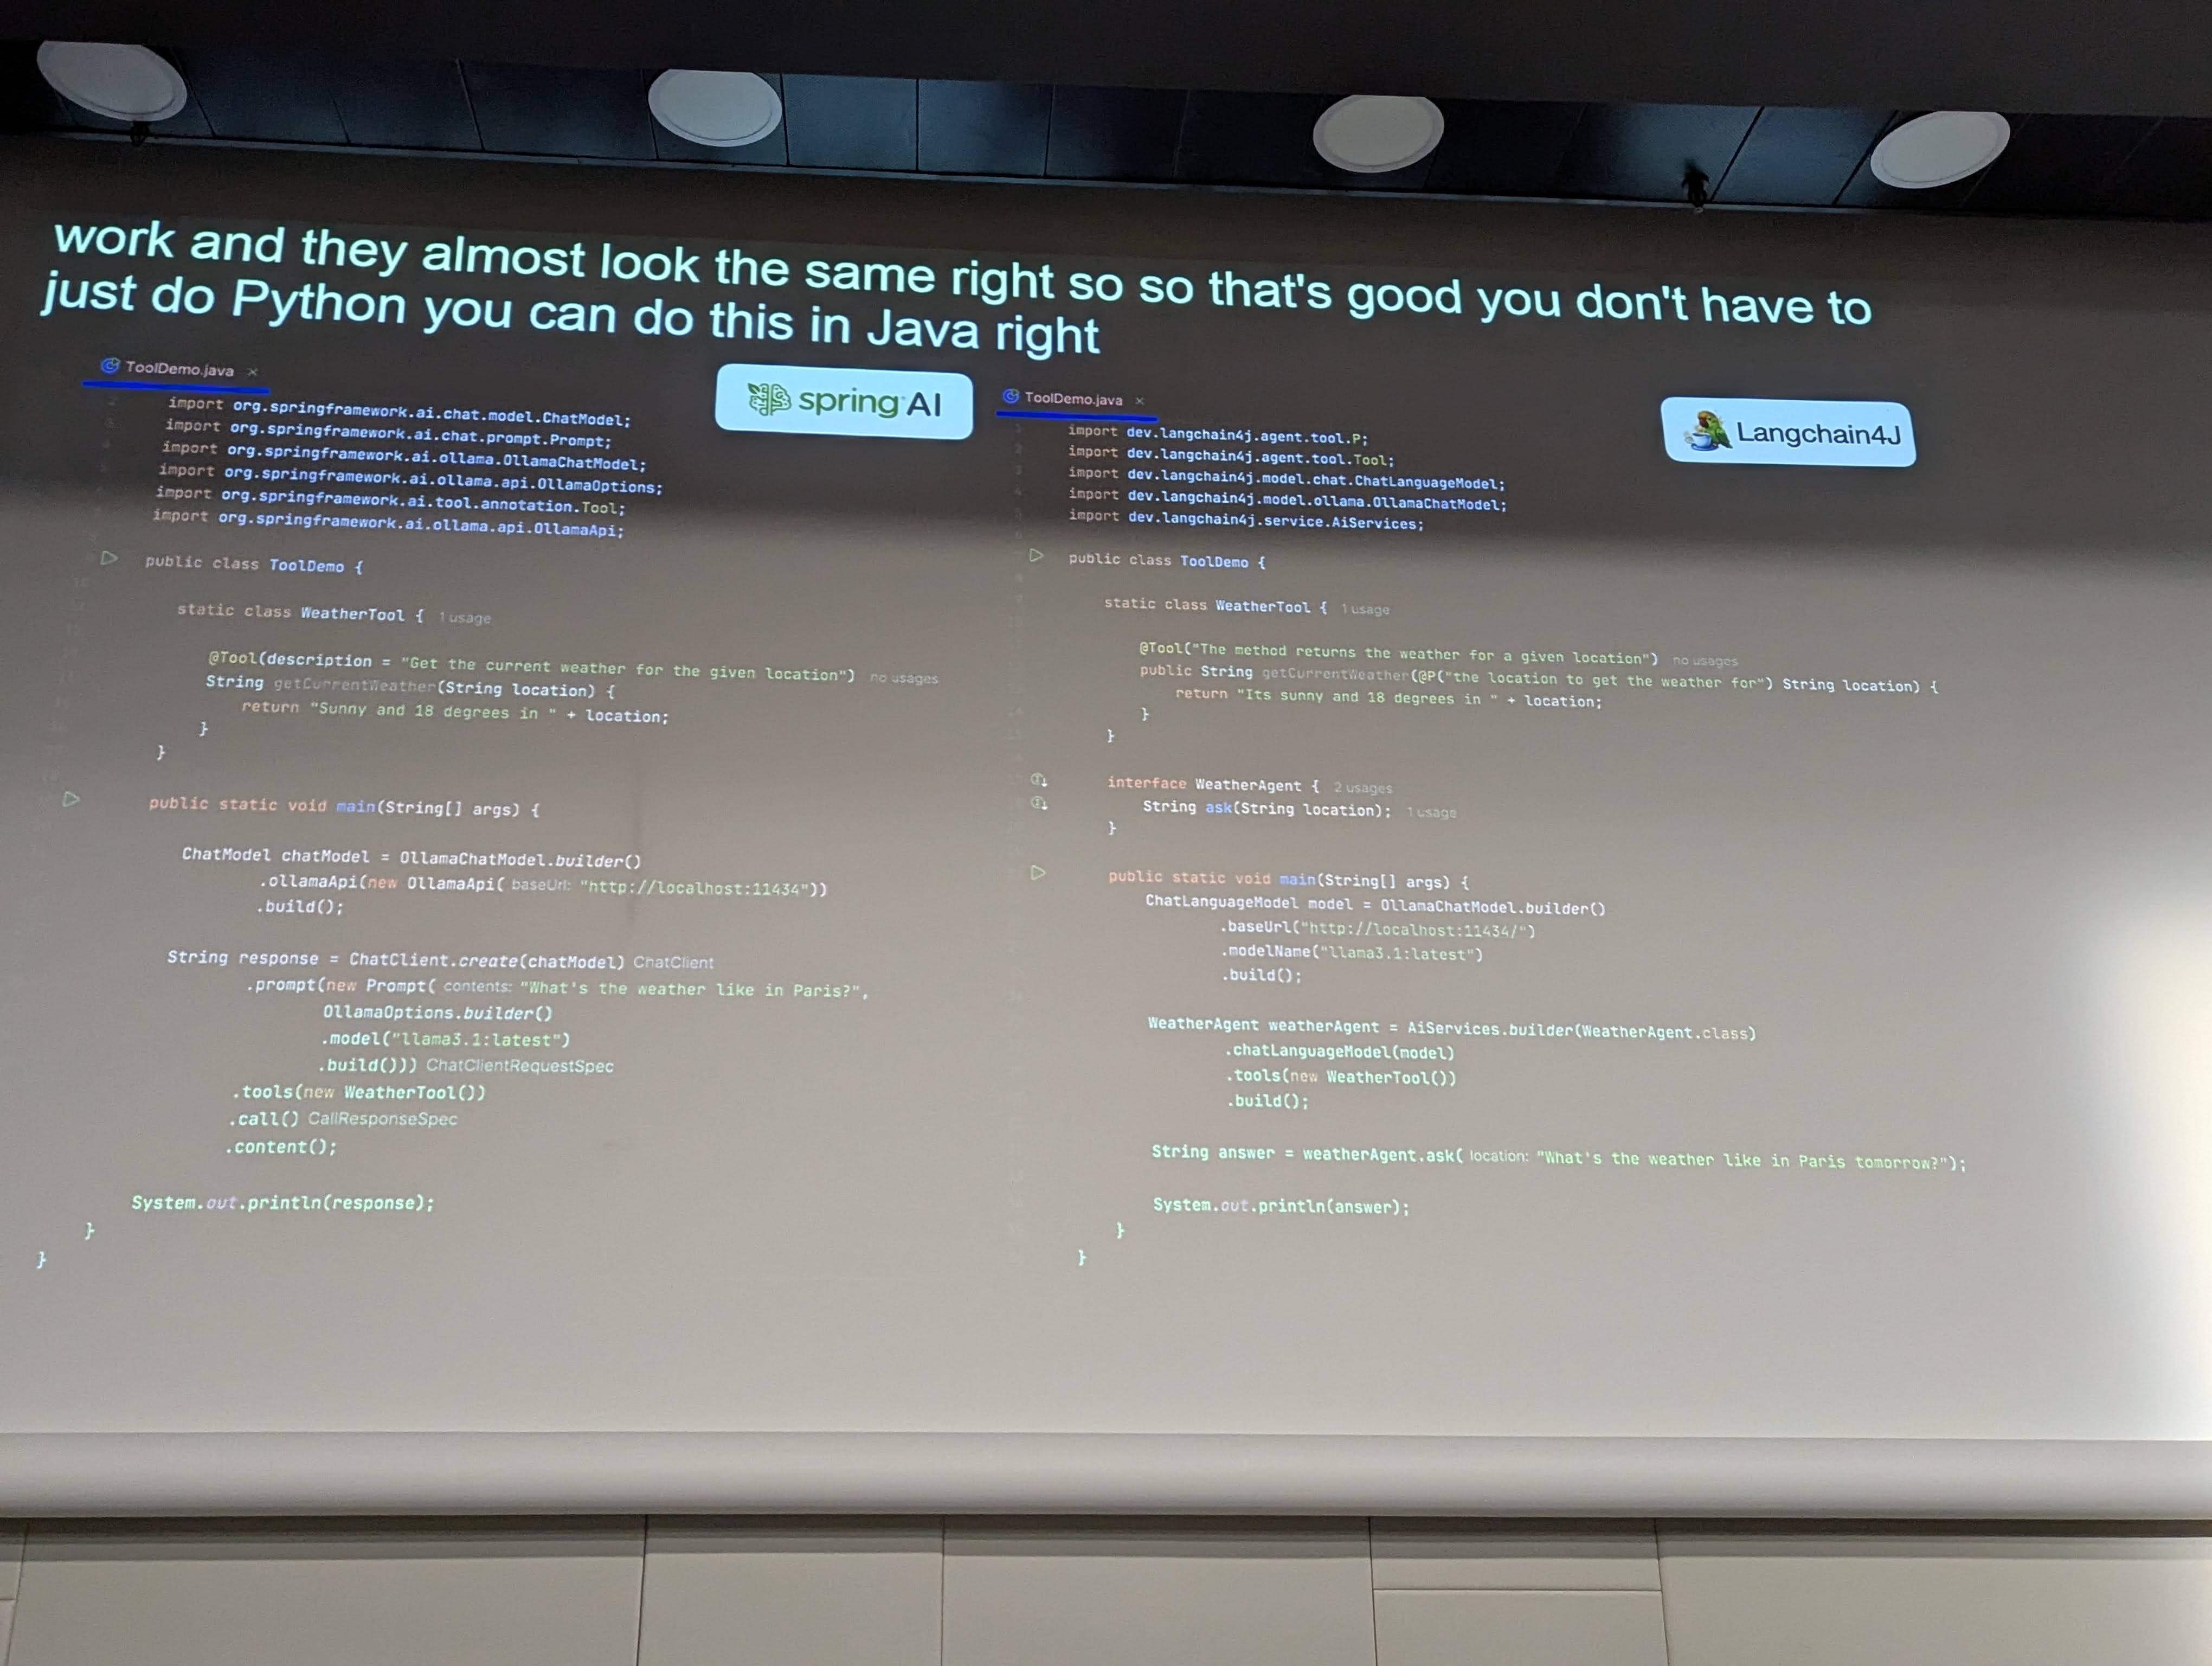 work and they almost look the same right so so that's good you don't have to
just do Python you can do this in Java right
ToolDemo.java ×
spring AI
import org.springframework.ai.chat.model.ChatModel;
import org.springframework.ai.chat.prompt.Prompt;
import org.springframework.ai.ollama.OllamaChatModel;
import org.springframework.ai.ollama.api.OllamaOptions;
import org.springframework.ai.tool.annotation.Tool;
import org.springframework.ai.ollama.api.OllamaApi;
public class ToolDemo {
static class WeatherTool { 1 usage
@Tool(description = "Get the current weather for the given location") no usages
String getCurrentWeather(String location) {
return "Sunny and 18 degrees in " + location;
}
}
public static void main(String[] args) {
ChatModel chatModel = OllamaChatModel.builder()
.ollamaApi(new OllamaApi( baseUrl: "http://localhost:11434"))
.build();
String response = ChatClient.create(chatModel) ChatClient
.prompt(new Prompt( contents: "What's the weather like in Paris?",
OllamaOptions.builder()
.model("llama3.1:latest")
.build())) ChatClientRequestSpec
.tools(new WeatherTool())
.call() CallResponseSpec
.content();
System.out.println(response);
}
}
ToolDemo.java ×
Langchain4J
import dev.langchain4j.agent.tool.P;
import dev.langchain4j.agent.tool.Tool;
import dev.langchain4j.model.chat.ChatLanguageModel;
import dev.langchain4j.model.ollama.OllamaChatModel;
import dev.langchain4j.service.AiServices;
public class ToolDemo {
static class WeatherTool { 1 usage
@Tool("The method returns the weather for a given location") no usages
public String getCurrentWeather(@P("the location to get the weather for") String location) {
return "Its sunny and 18 degrees in " + location;
}
}
interface WeatherAgent { 2 usages
String ask(String location); 1 usage
}
public static void main(String[] args) {
ChatLanguageModel model = OllamaChatModel.builder()
.baseUrl("http://localhost:11434/")
.modelName("llama3.1:latest")
.build();
WeatherAgent weatherAgent = AiServices.builder(WeatherAgent.class)
.chatLanguageModel(model)
.tools(new WeatherTool())
.build();
String answer = weatherAgent.ask( location: "What's the weather like in Paris tomorrow?");
System.out.println(answer);
}
}